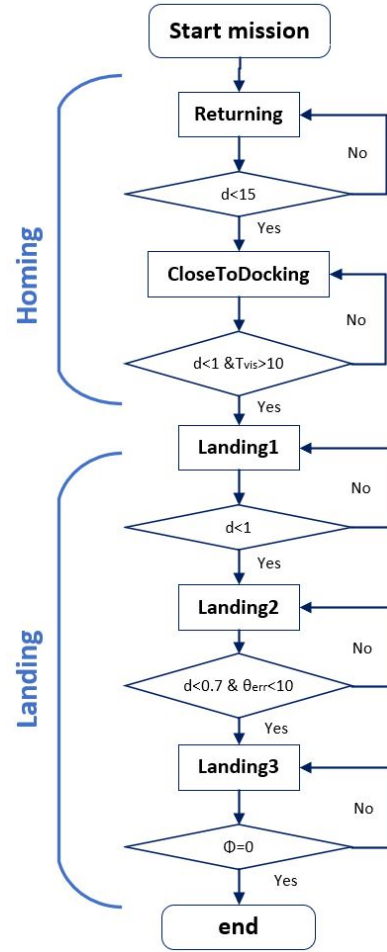 Start mission
Returning
No
d<15
Yes
Homing
CloseToDocking
No
d<1 &Tvis>10
Yes
Landing1
No
d<1
Yes
Landing2
Landing
No
d<0.7 & θerr<10
Yes
Landing3
No
Φ=0
Yes
end